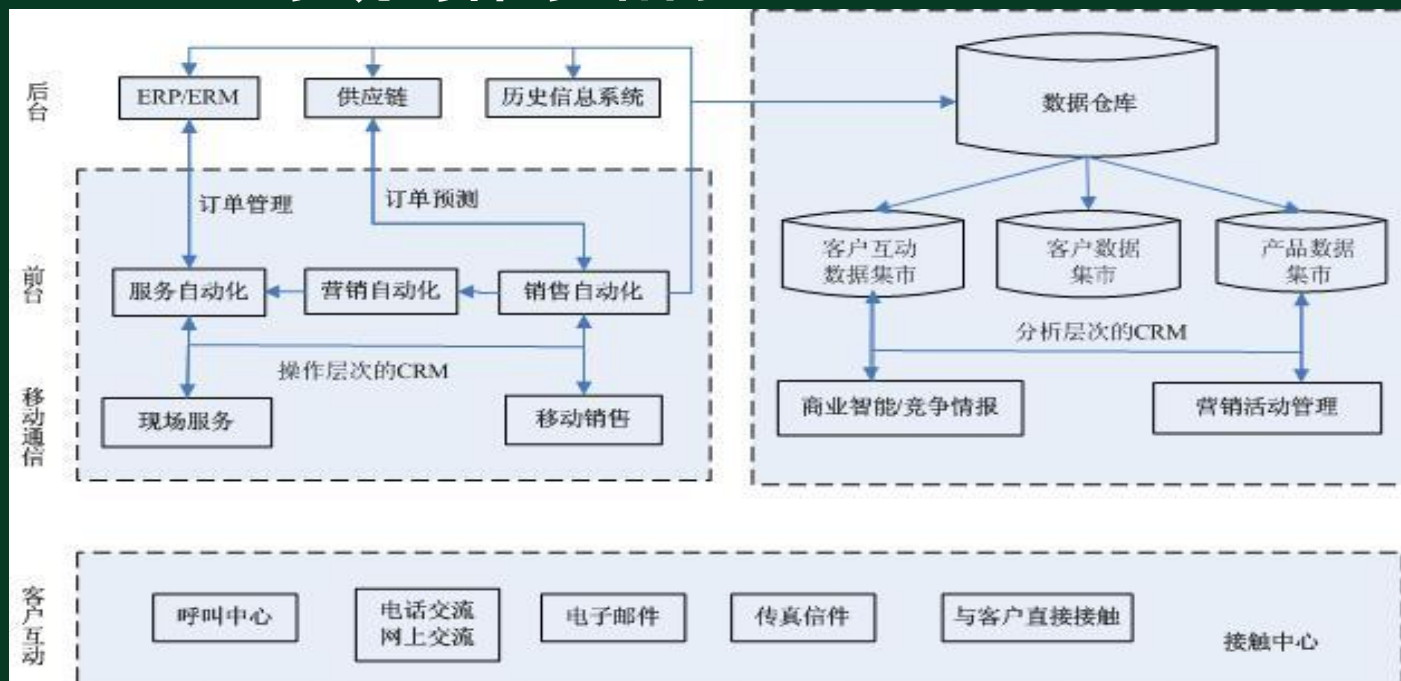 后台
ERP/ERM
供应链
历史信息系统
数据仓库
订单管理
订单预测
客户互动
数据集市
客户数据
集市
产品数据
集市
前台
服务自动化
营销自动化
销售自动化
分析层次的CRM
操作层次的CRM
移动通信
现场服务
移动销售
商业智能/竞争情报
营销活动管理
客户互动
呼叫中心
电话交流
网上交流
电子邮件
传真信件
与客户直接接触
接触中心